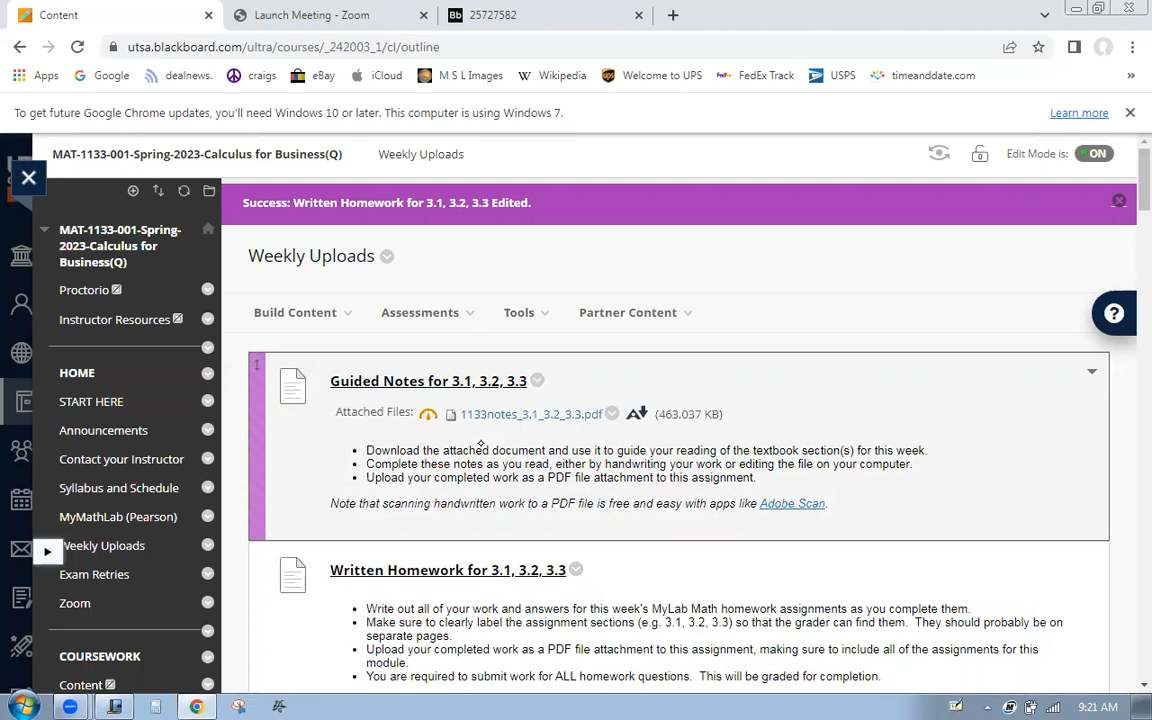 Content
Launch Meeting - Zoom
Bb 25727582
utsa.blackboard.com/ultra/courses/_242003_1/cl/outline
Apps Google dealnews. craigs eBay iCloud M S L Images W Wikipedia Welcome to UPS FedEx Track USPS timeanddate.com »
To get future Google Chrome updates, you'll need Windows 10 or later. This computer is using Windows 7. Learn more
MAT-1133-001-Spring-2023-Calculus for Business(Q) Weekly Uploads Edit Mode is: ON
Success: Written Homework for 3.1, 3.2, 3.3 Edited.
MAT-1133-001-Spring-
2023-Calculus for
Business(Q)
Proctorio
Instructor Resources
HOME
START HERE
Announcements
Contact your Instructor
Syllabus and Schedule
MyMathLab (Pearson)
Weekly Uploads
Exam Retries
Zoom
COURSEWORK
Content
Weekly Uploads
Build Content Assessments Tools Partner Content
Guided Notes for 3.1, 3.2, 3.3
Attached Files: 1133notes_3.1_3.2_3.3.pdf (463.037 KB)
• Download the attached document and use it to guide your reading of the textbook section(s) for this week.
• Complete these notes as you read, either by handwriting your work or editing the file on your computer.
• Upload your completed work as a PDF file attachment to this assignment.
Note that scanning handwritten work to a PDF file is free and easy with apps like Adobe Scan.
Written Homework for 3.1, 3.2, 3.3
• Write out all of your work and answers for this week's MyLab Math homework assignments as you complete them.
• Make sure to clearly label the assignment sections (e.g. 3.1, 3.2, 3.3) so that the grader can find them. They should probably be on
separate pages.
• Upload your completed work as a PDF file attachment to this assignment, making sure to include all of the assignments for this
module.
• You are required to submit work for ALL homework questions. This will be graded for completion.
9:21 AM